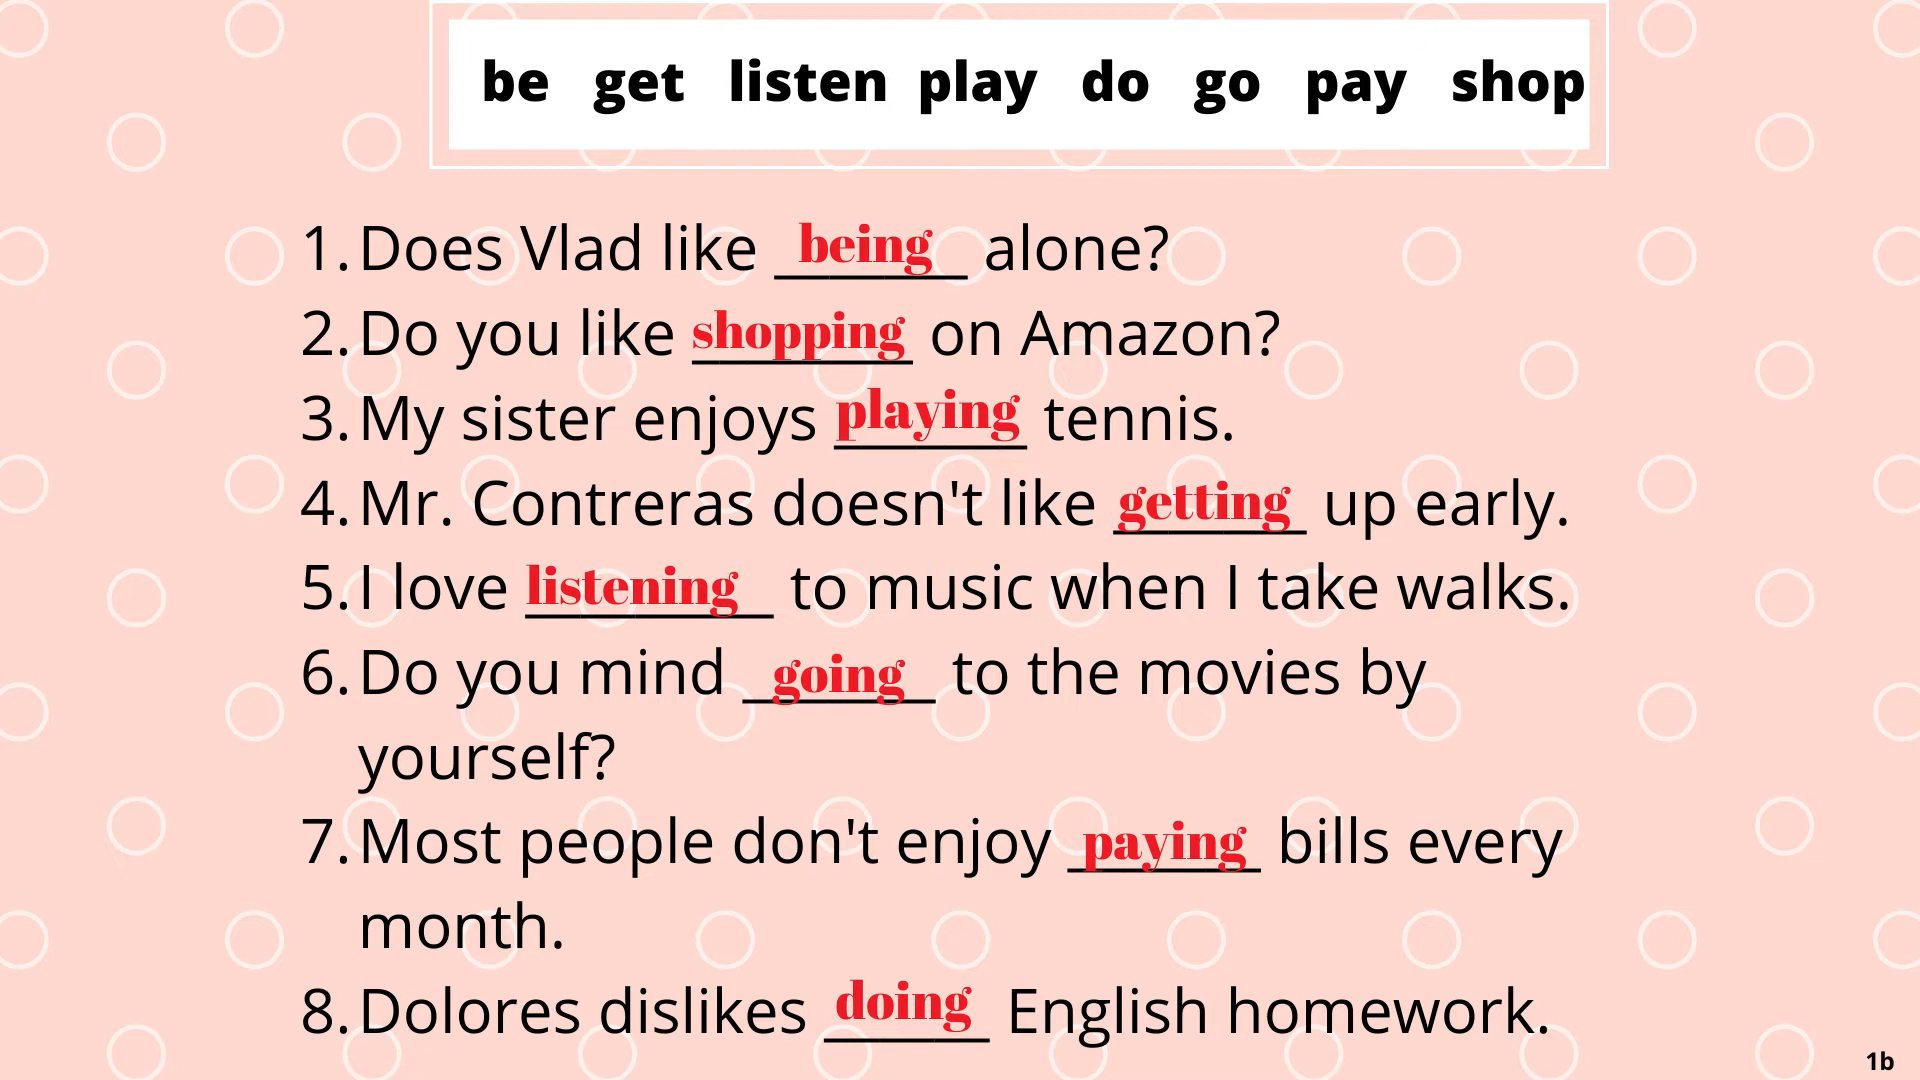 be get listen play do go pay shop
1. Does Vlad like being alone?
2. Do you like shopping on Amazon?
3. My sister enjoys playing tennis.
4. Mr. Contreras doesn't like getting up early.
5. I love listening to music when I take walks.
6. Do you mind going to the movies by
yourself?
7. Most people don't enjoy paying bills every
month.
8. Dolores dislikes doing English homework.
1b